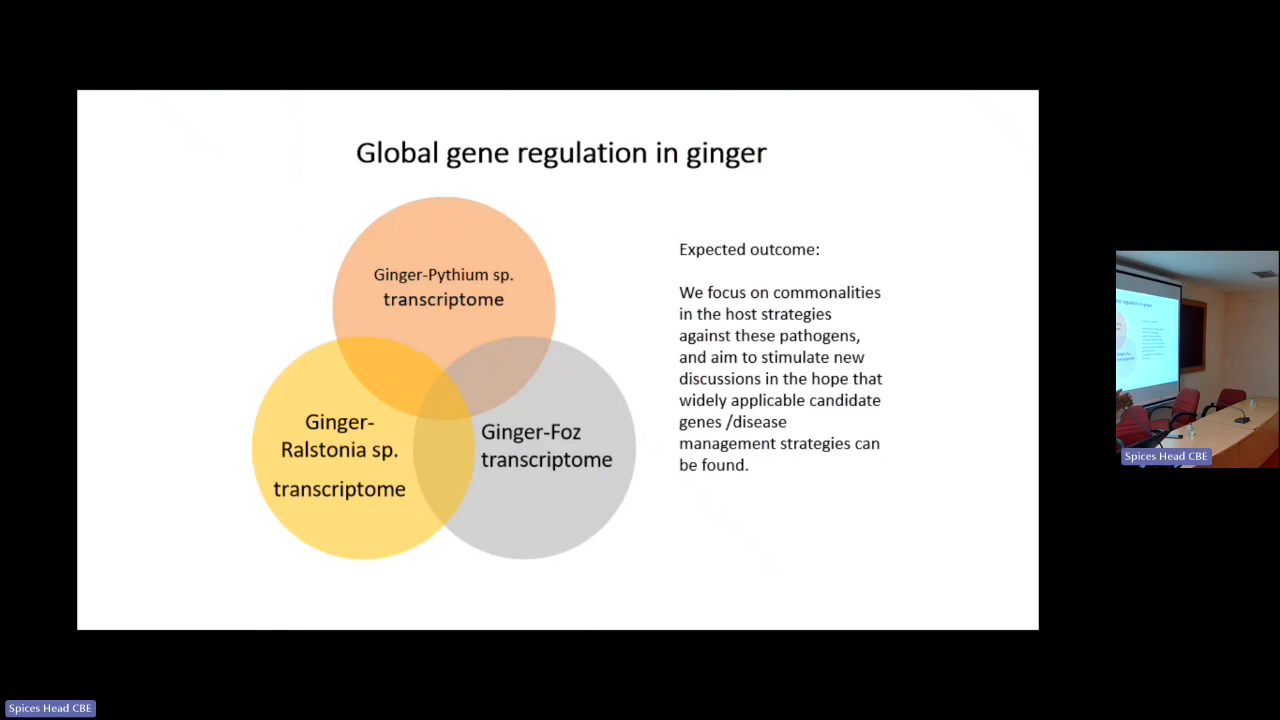 Global gene regulation in ginger
Ginger-Pythium sp.
transcriptome
Ginger-
Ralstonia sp.
transcriptome
Ginger-Foz
transcriptome
Expected outcome:
We focus on commonalities
in the host strategies
against these pathogens,
and aim to stimulate new
discussions in the hope that
widely applicable candidate
genes /disease
management strategies can
be found.
Spices Head CBE
Spices Head CBE